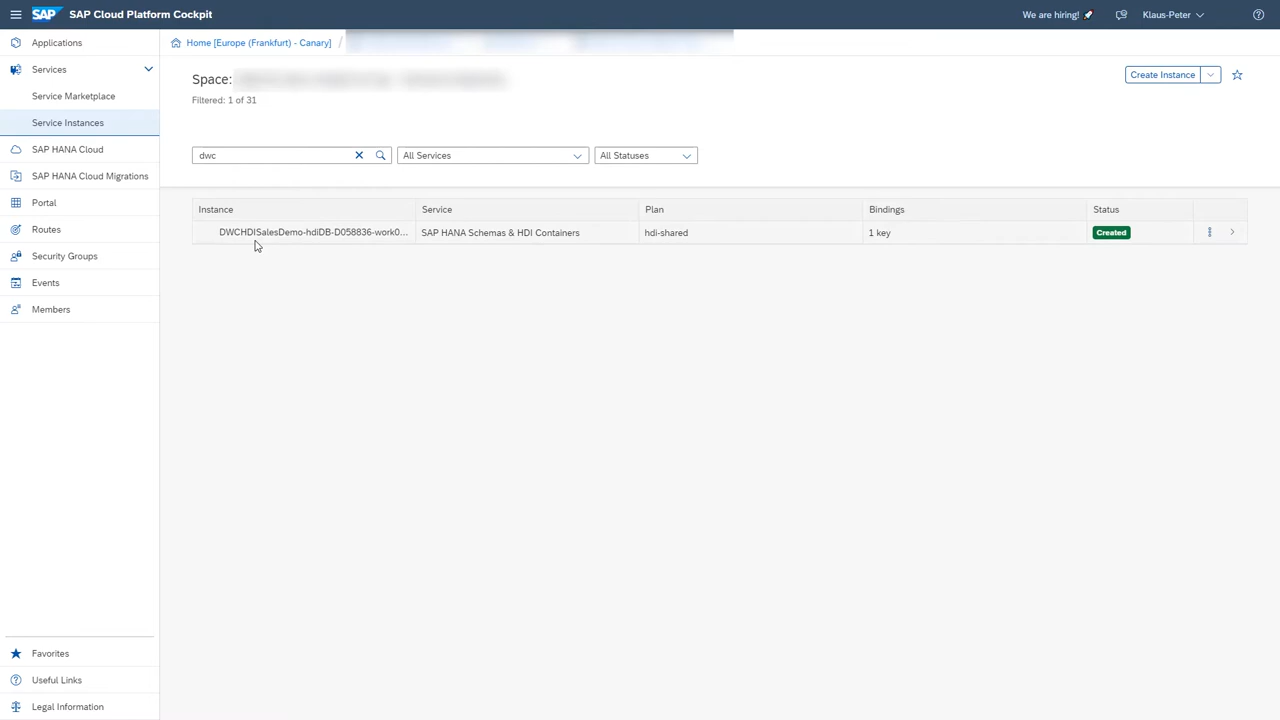 SAP SAP Cloud Platform Cockpit We are hiring! 🚀 Klaus-Peter
Applications
Services
Service Marketplace
Service Instances
SAP HANA Cloud
SAP HANA Cloud Migrations
Portal
Routes
Security Groups
Events
Members
Favorites
Useful Links
Legal Information
Home [Europe (Frankfurt) - Canary] /
Space:
Create Instance
Filtered: 1 of 31
dwc All Services All Statuses
Instance Service Plan Bindings Status
DWCHDISalesDemo-hdiDB-D058836-work0... SAP HANA Schemas & HDI Containers hdi-shared 1 key Created